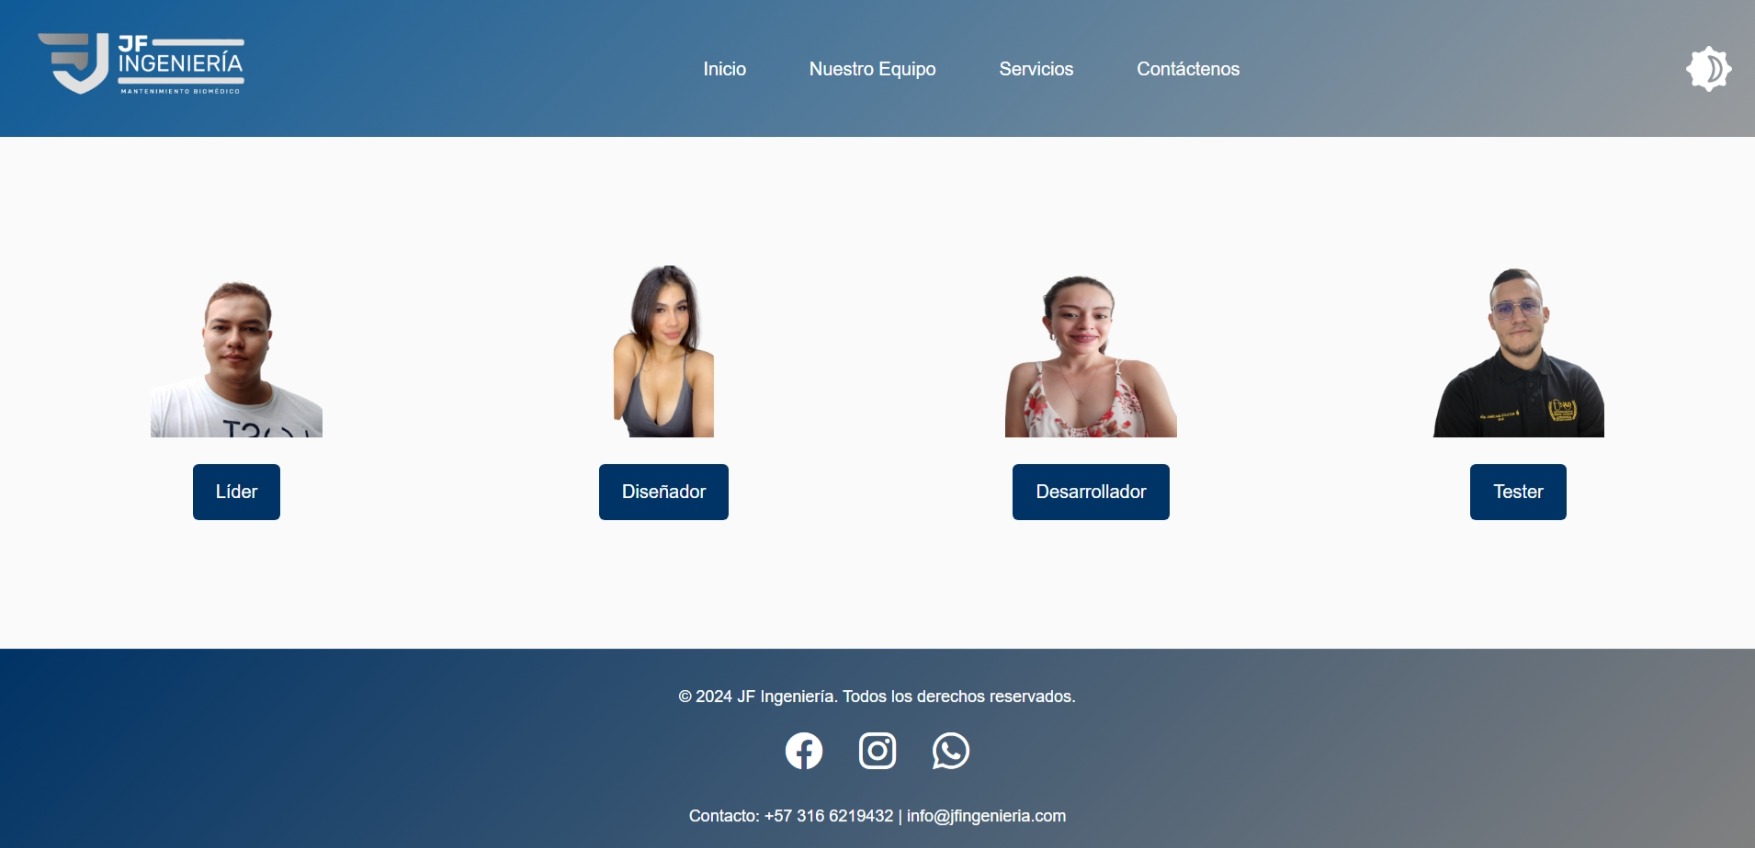 JF
INGENIERÍA
MANTENIMIENTO BIOMÉDICO
Inicio
Nuestro Equipo
Servicios
Contáctenos
Líder
Diseñador
Desarrollador
Tester
© 2024 JF Ingeniería. Todos los derechos reservados.
Contacto: +57 316 6219432 | info@jfingenieria.com